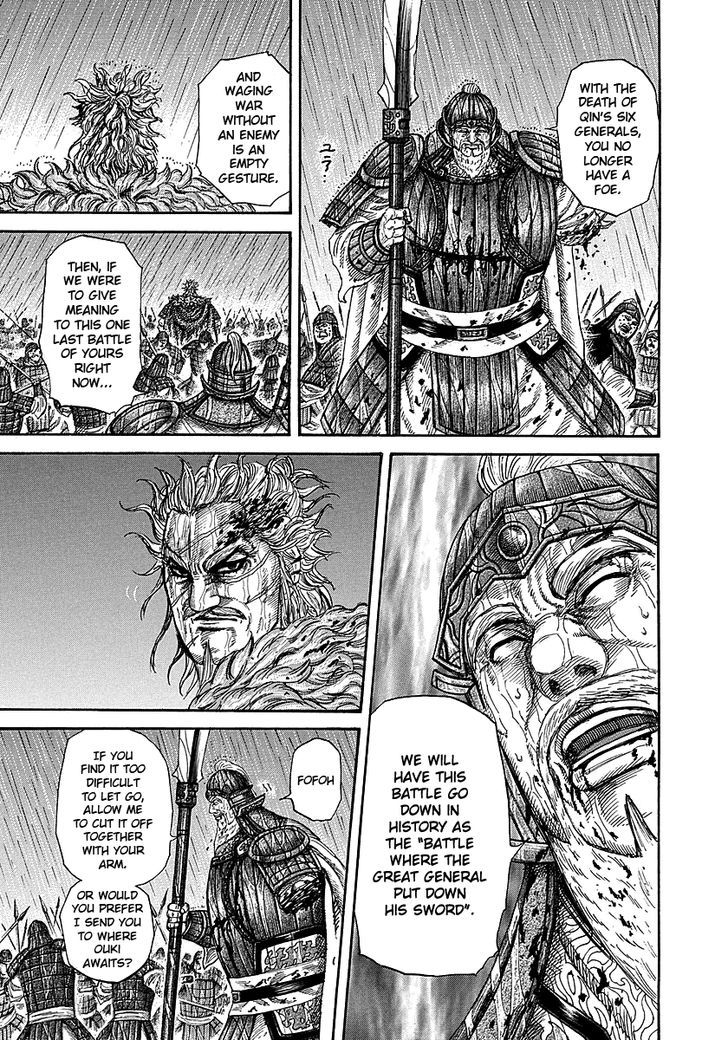 WITH THE
DEATH OF
QIN'S SIX
GENERALS,
YOU NO
LONGER
HAVE A
FOE.
ユラ…
AND
WAGING
WAR
WITHOUT
AN ENEMY
IS AN
EMPTY
GESTURE.
THEN, IF
WE WERE
TO GIVE
MEANING
TO THIS ONE
LAST BATTLE
OF YOURS
RIGHT
NOW...
WE WILL
HAVE THIS
BATTLE GO
DOWN IN
HISTORY AS
THE "BATTLE
WHERE THE
GREAT GENERAL
PUT DOWN
HIS SWORD".
FOFOH
IF YOU
FIND IT TOO
DIFFICULT
TO LET GO,
ALLOW ME
TO CUT IT OFF
TOGETHER
WITH YOUR
ARM.
OR WOULD
YOU PREFER
I SEND YOU
TO WHERE
OUKI
AWAITS?